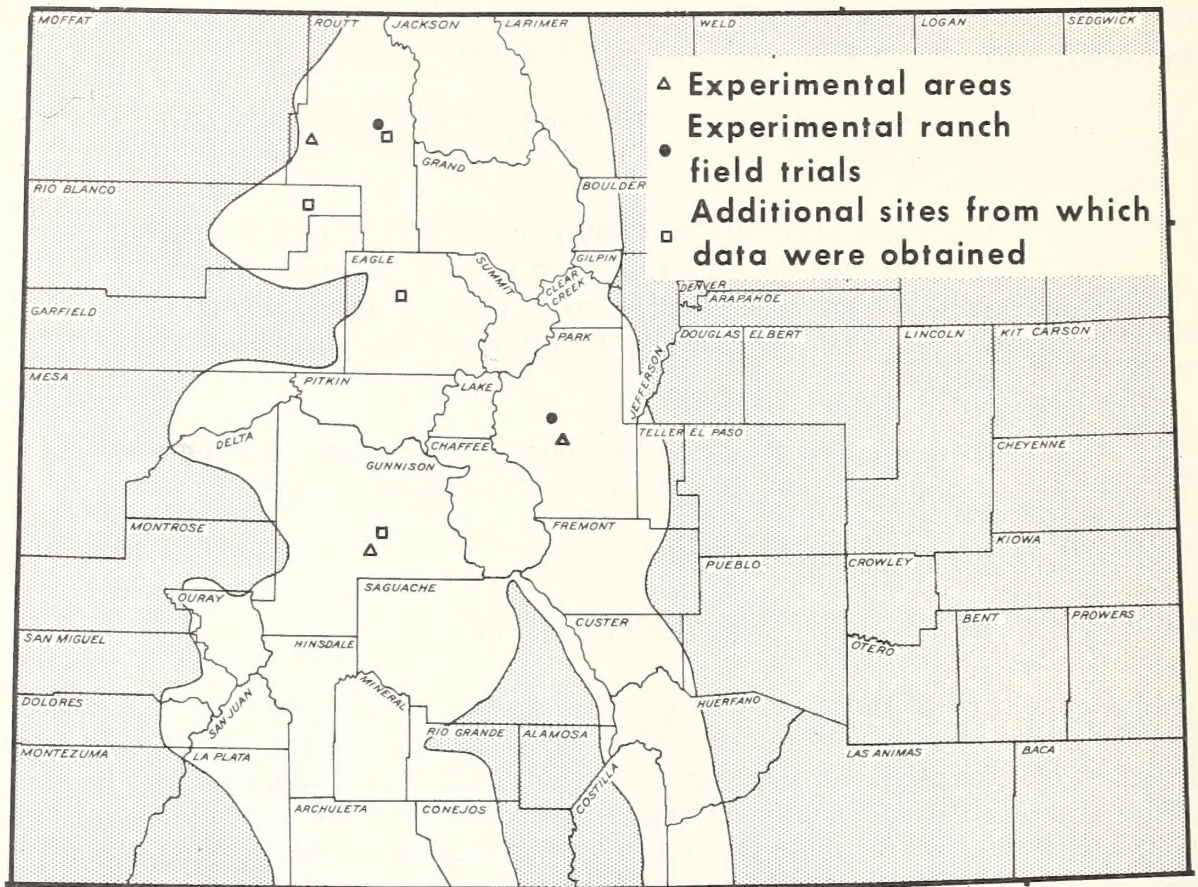 MOFFAT
ROUTT
JACKSON
LARIMER
WELD
LOGAN
SEDGWICK
Experimental areas
Experimental ranch
field trials
Additional sites from which
data were obtained
GRAND
RIO BLANCO
BOULDER
EAGLE
SUMMIT
GILPIN
CLEAR
CREEK
DENVER
ARAPAHOE
GARFIELD
PARK
JEFFERSON
DOUGLAS
ELBERT
LINCOLN
KIT CARSON
MESA
PITKIN
LAKE
DELTA
CHAFFEE
TELLER
EL PASO
CHEYENNE
GUNNISON
MONTROSE
FREMONT
KIOWA
PUEBLO
CROWLEY
SAGUACHE
OURAY
CUSTER
BENT
PROWERS
SAN MIGUEL
HINSDALE
OTERO
MINERAL
DOLORES
SAN JUAN
HUERFANO
RIO GRANDE
ALAMOSA
MONTEZUMA
LA PLATA
LAS ANIMAS
BACA
COSTILLA
ARCHULETA
CONEJOS